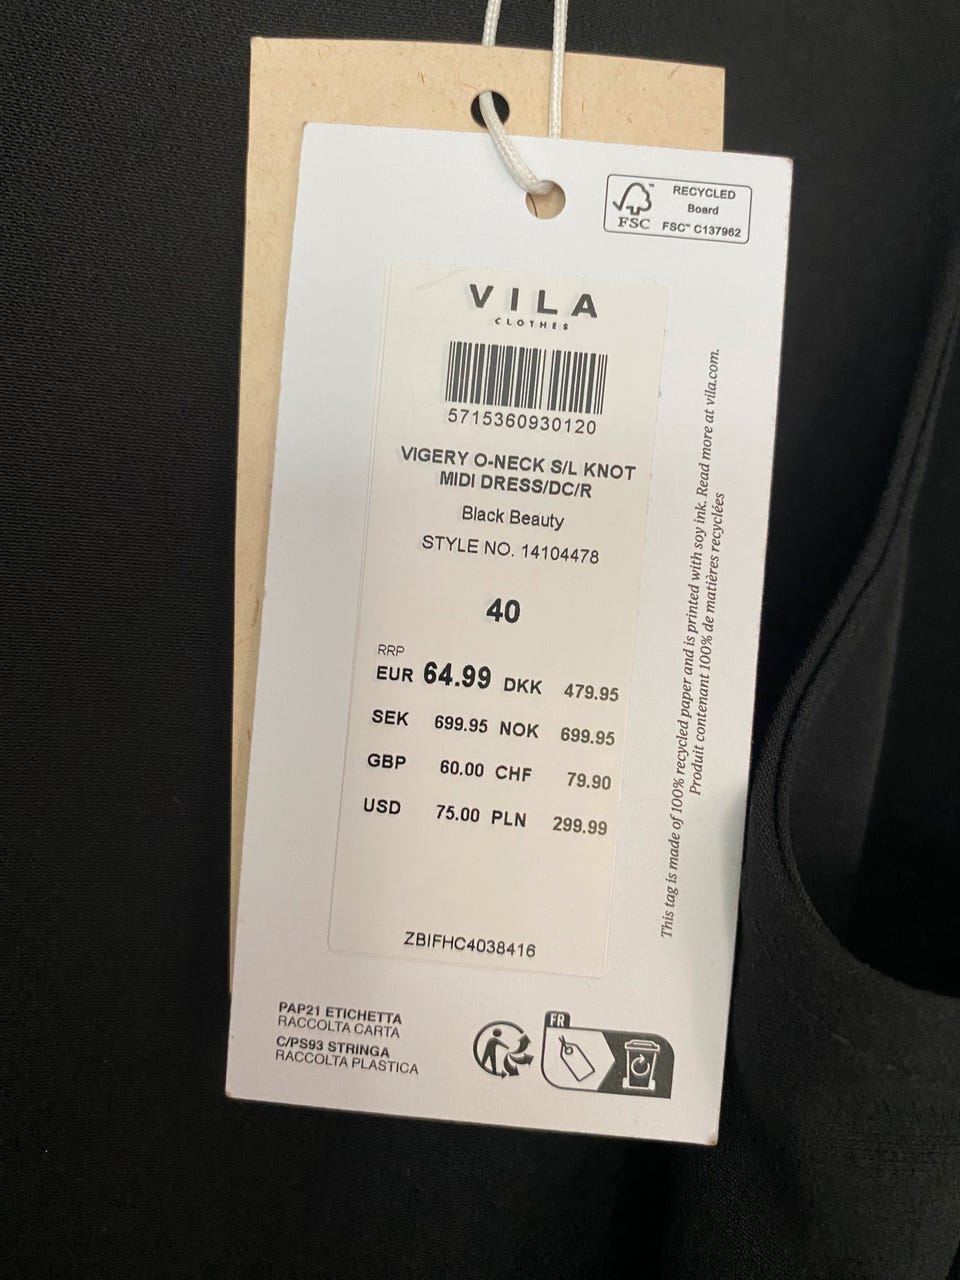 RECYCLED
Board
FSC™ C137962
FSC™
VILA
CLOTHES
5715360930120
VIGERY O-NECK S/L KNOT
MIDI DRESS/DC/R
Black Beauty
STYLE NO. 14104478
40
RRP
EUR 64.99 DKK 479.95
SEK 699.95 NOK 699.95
GBP 60.00 CHF 79.90
USD 75.00 PLN 299.99
ZBIFHC4038416
This tag is made of 100% recycled paper and is printed with soy ink. Read more at vila.com.
Produit contenant 100% de matières recyclées
PAP21 ETICHETTA
RACCOLTA CARTA
C/PS93 STRINGA
RACCOLTA PLASTICA
FR